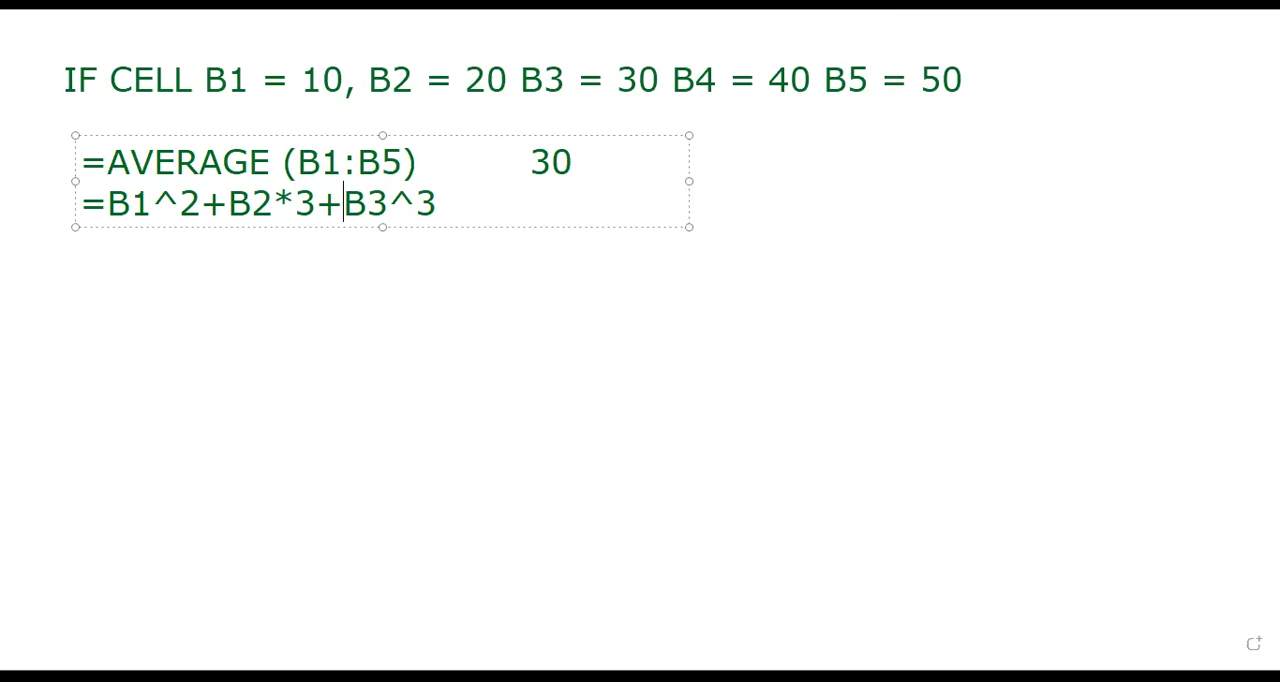 IF CELL B1 = 10, B2 = 20 B3 = 30 B4 = 40 B5 = 50
=AVERAGE (B1:B5) 30
=B1^2+B2*3+B3^3